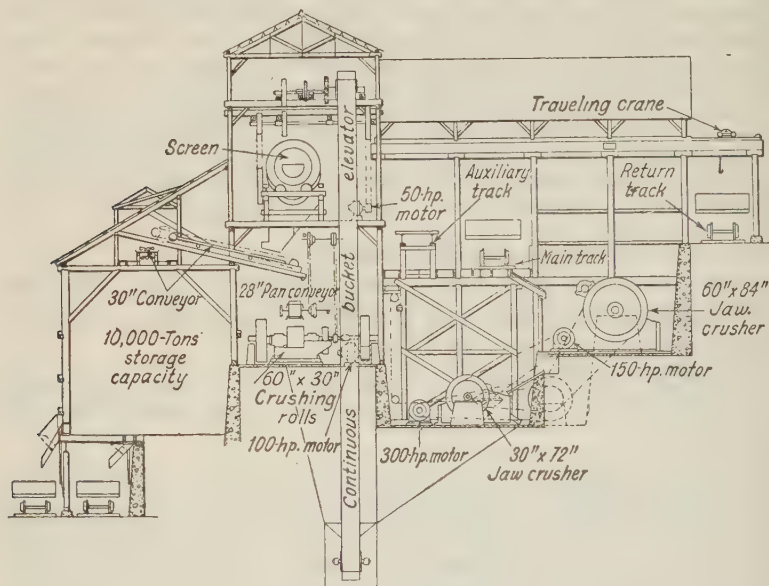 Traveling crane
Screen
elevator
Auxiliary
track
Return
track
50-hp.
motor
Main track
30" Conveyor
28" Pan conveyor
bucket
60" x 84"
Jaw.
crusher
10,000-Tons
storage
capacity
60" x 30"
Crushing
rolls
150-hp. motor
100-hp. motor
Continuous
300-hp. motor
30" x 72"
Jaw crusher